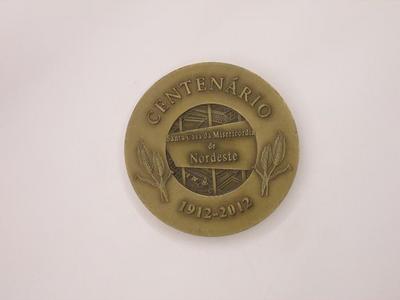 CENTENÁRIO
Santa Casa da Misericórdia
de
Nordeste
1912-2012